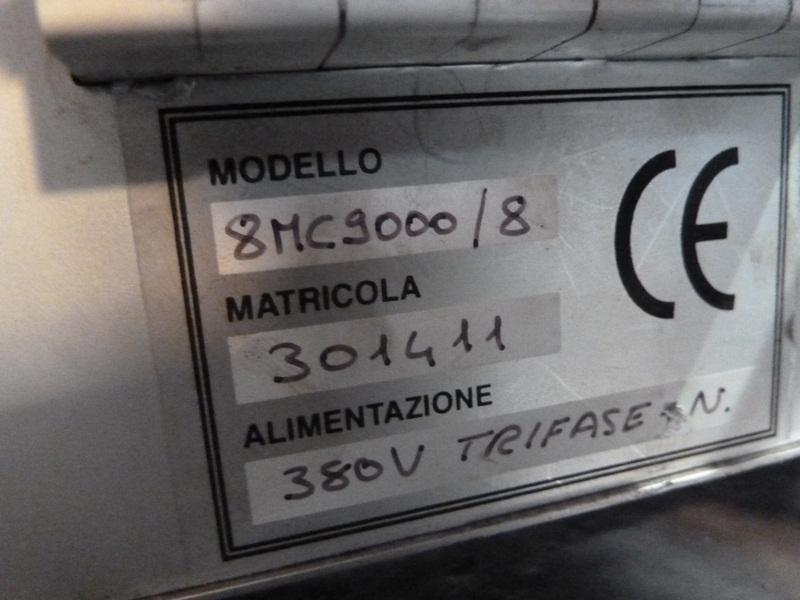 MODELLO
8MC9000/8
CE
MATRICOLA
301411
ALIMENTAZIONE
380V TRIFASE + N.